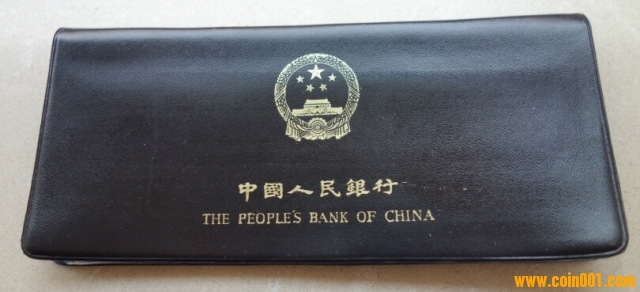 中國人民銀行
THE PEOPLE'S BANK OF CHINA
www.coin001.com